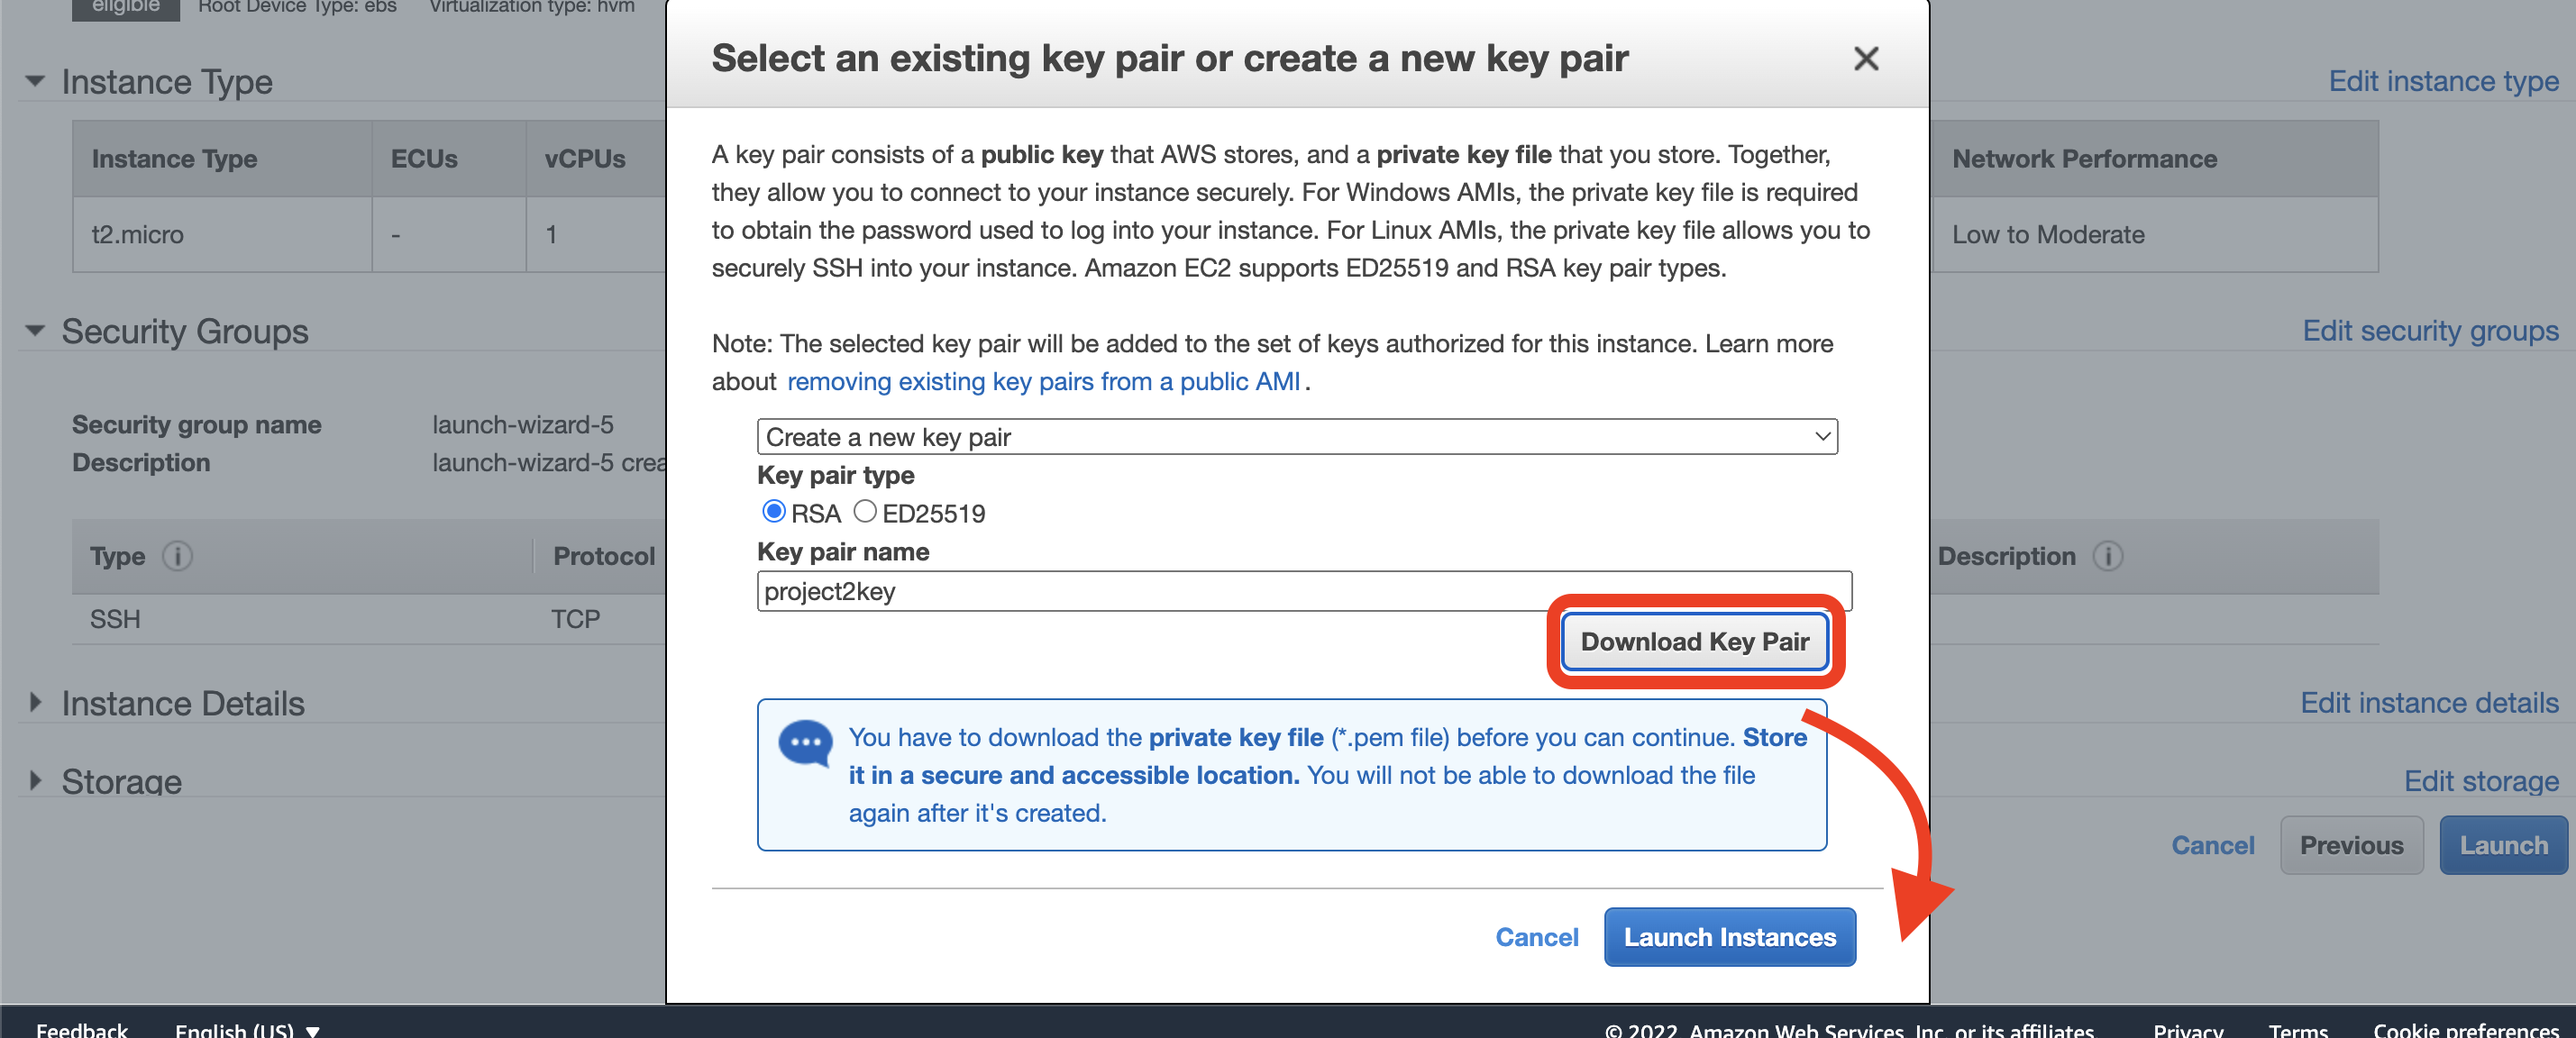 eligible Root Device Type: ebs Virtualization type: hvm
Select an existing key pair or create a new key pair
Instance Type
Edit instance type
A key pair consists of a public key that AWS stores, and a private key file that you store. Together,
they allow you to connect to your instance securely. For Windows AMIs, the private key file is required
to obtain the password used to log into your instance. For Linux AMIs, the private key file allows you to
securely SSH into your instance. Amazon EC2 supports ED25519 and RSA key pair types.
Instance Type ECUs vCPUs
Network Performance
t2.micro - 1
Low to Moderate
Note: The selected key pair will be added to the set of keys authorized for this instance. Learn more
about removing existing key pairs from a public AMI.
Security Groups
Edit security groups
Security group name launch-wizard-5
Description launch-wizard-5 crea
Create a new key pair
Key pair type
RSA ED25519
Key pair name
project2key
Download Key Pair
Type Protocol
Description
SSH TCP
Instance Details
Edit instance details
You have to download the private key file (*.pem file) before you can continue. Store
it in a secure and accessible location. You will not be able to download the file
again after it's created.
Storage
Edit storage
Cancel Previous Launch
Cancel Launch Instances
Feedback English (US) © 2022, Amazon Web Services, Inc. or its affiliates. Privacy Terms Cookie preferences